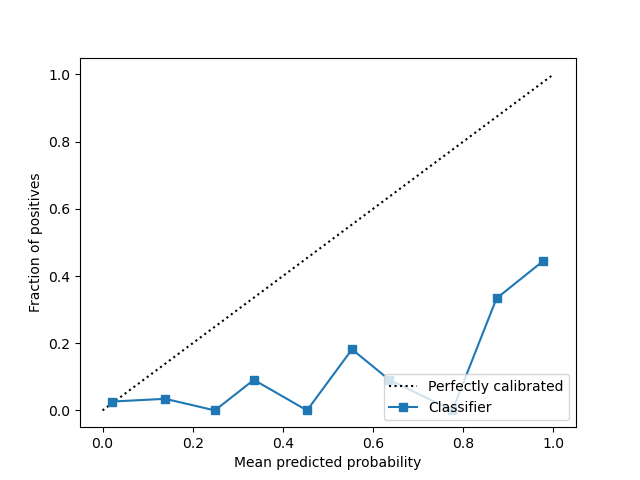 1.0
0.8
0.6
0.4
0.2
0.0
Fraction of positives
Perfectly calibrated
Classifier
0.0 0.2 0.4 0.6 0.8 1.0
Mean predicted probability